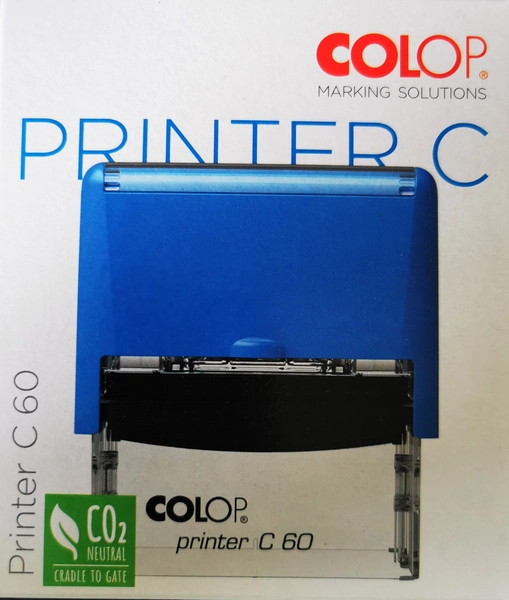 COLOP®
MARKING SOLUTIONS
PRINTER C
Printer C 60
COLOP®
printer C 60
CO2
NEUTRAL
CRADLE TO GATE